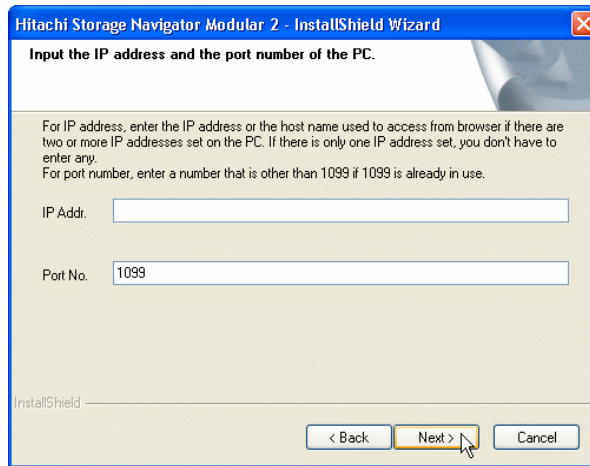 Hitachi Storage Navigator Modular 2 - InstallShield Wizard
Input the IP address and the port number of the PC.
For IP address, enter the IP address or the host name used to access from browser if there are
two or more IP addresses set on the PC. If there is only one IP address set, you don't have to
enter any.
For port number, enter a number that is other than 1099 if 1099 is already in use.
IP Addr.
Port No. 1099
InstallShield
< Back Next > Cancel